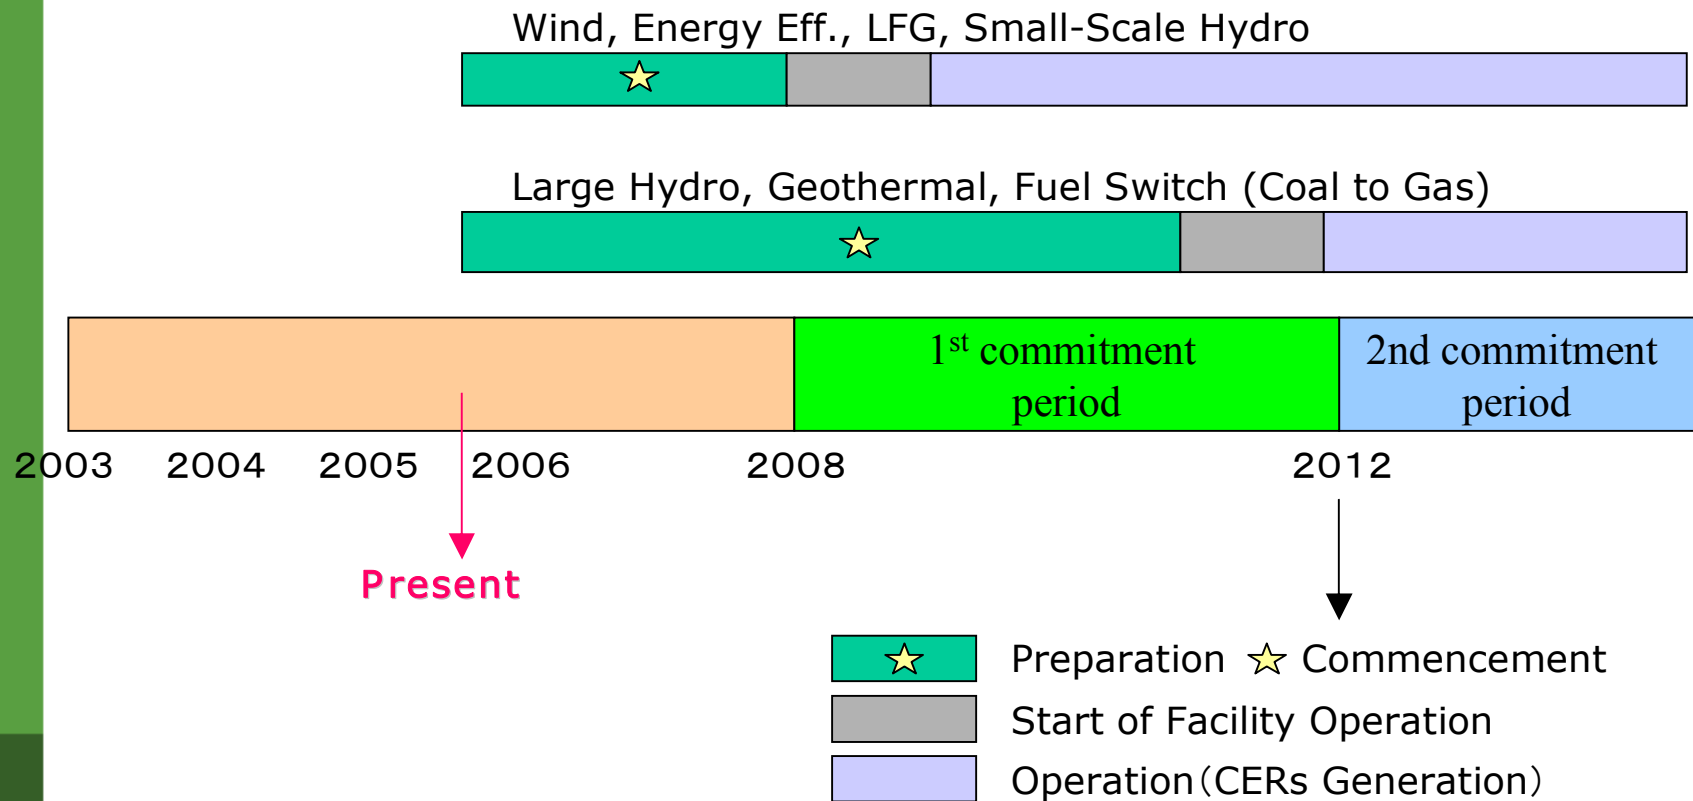 Wind, Energy Eff., LFG, Small-Scale Hydro
Large Hydro, Geothermal, Fuel Switch (Coal to Gas)
1st commitment
period
2nd commitment
period
2003 2004 2005 2006 2008 2012
Present
Preparation ☆ Commencement
Start of Facility Operation
Operation（CERs Generation）